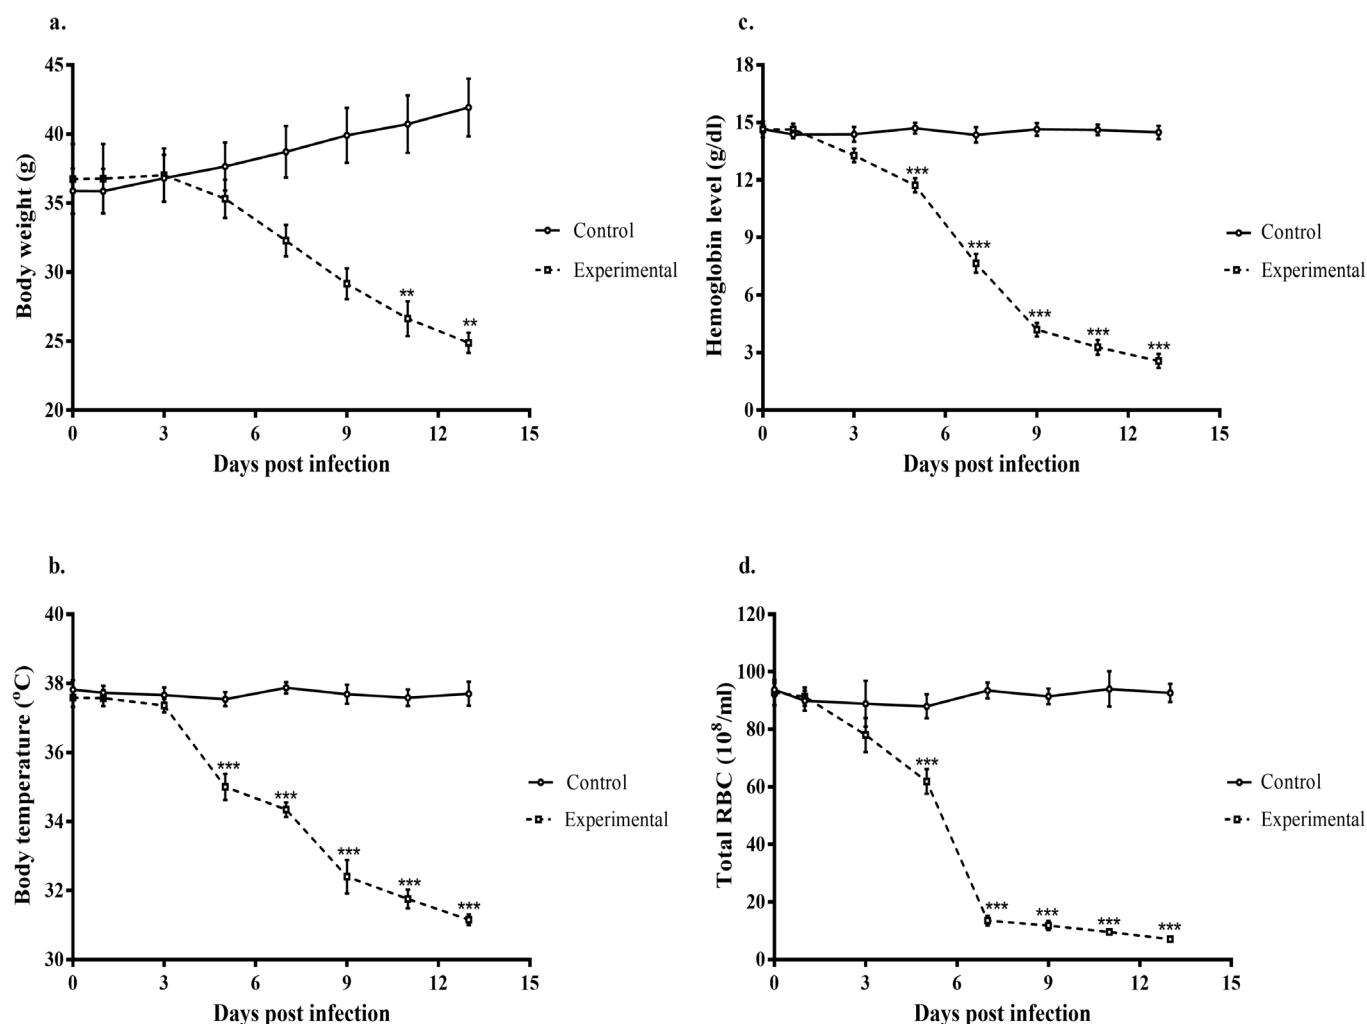 a.
45
40
35
30
25
20
0 3 6 9 12 15
Body weight (g)
Days post infection
** **
Control
Experimental
c.
18
15
12
9
6
3
0
0 3 6 9 12 15
Hemoglobin level (g/dl)
Days post infection
*** *** *** *** ***
Control
Experimental
b.
40
38
36
34
32
30
0 3 6 9 12 15
Body temperature (°C)
Days post infection
*** *** *** *** ***
Control
Experimental
d.
120
100
80
60
40
20
0
0 3 6 9 12 15
Total RBC (10⁸/ml)
Days post infection
*** *** *** *** ***
Control
Experimental